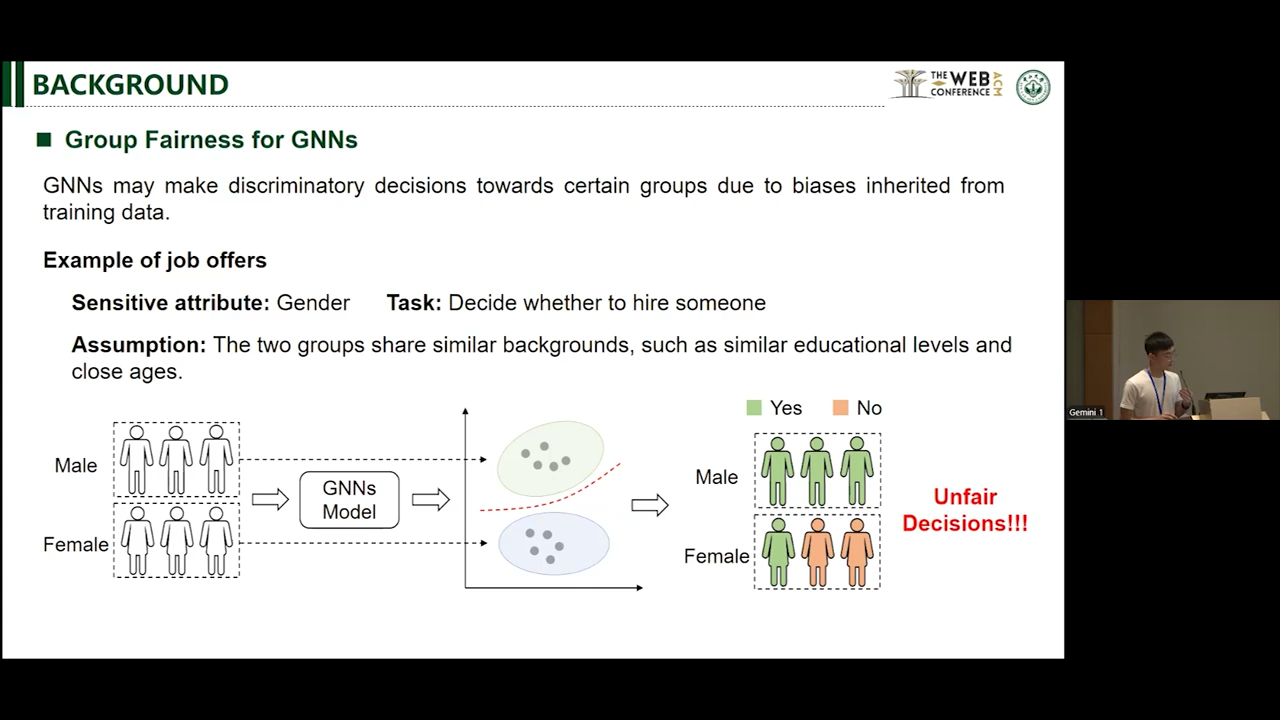 BACKGROUND
THE WEB CONFERENCE ACM
Group Fairness for GNNs
GNNs may make discriminatory decisions towards certain groups due to biases inherited from
training data.
Example of job offers
Sensitive attribute: Gender Task: Decide whether to hire someone
Assumption: The two groups share similar backgrounds, such as similar educational levels and
close ages.
Yes No
Male
Female
GNNs
Model
Male
Female
Unfair
Decisions!!!
Gemini 1